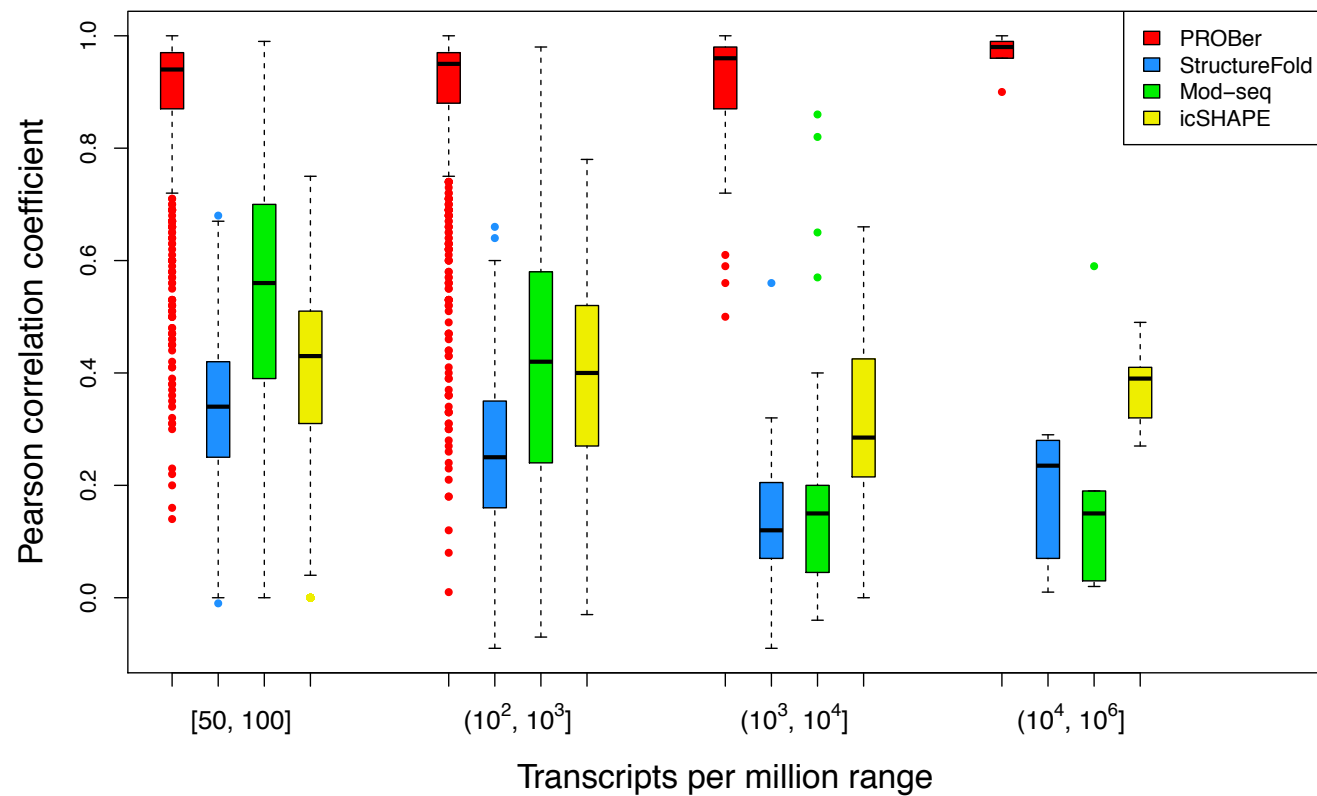 PROBer
StructureFold
Mod−seq
icSHAPE
Pearson correlation coefficient
1.0
0.8
0.6
0.4
0.2
0.0
[50, 100]
(10², 10³]
(10³, 10⁴]
(10⁴, 10⁶]
Transcripts per million range